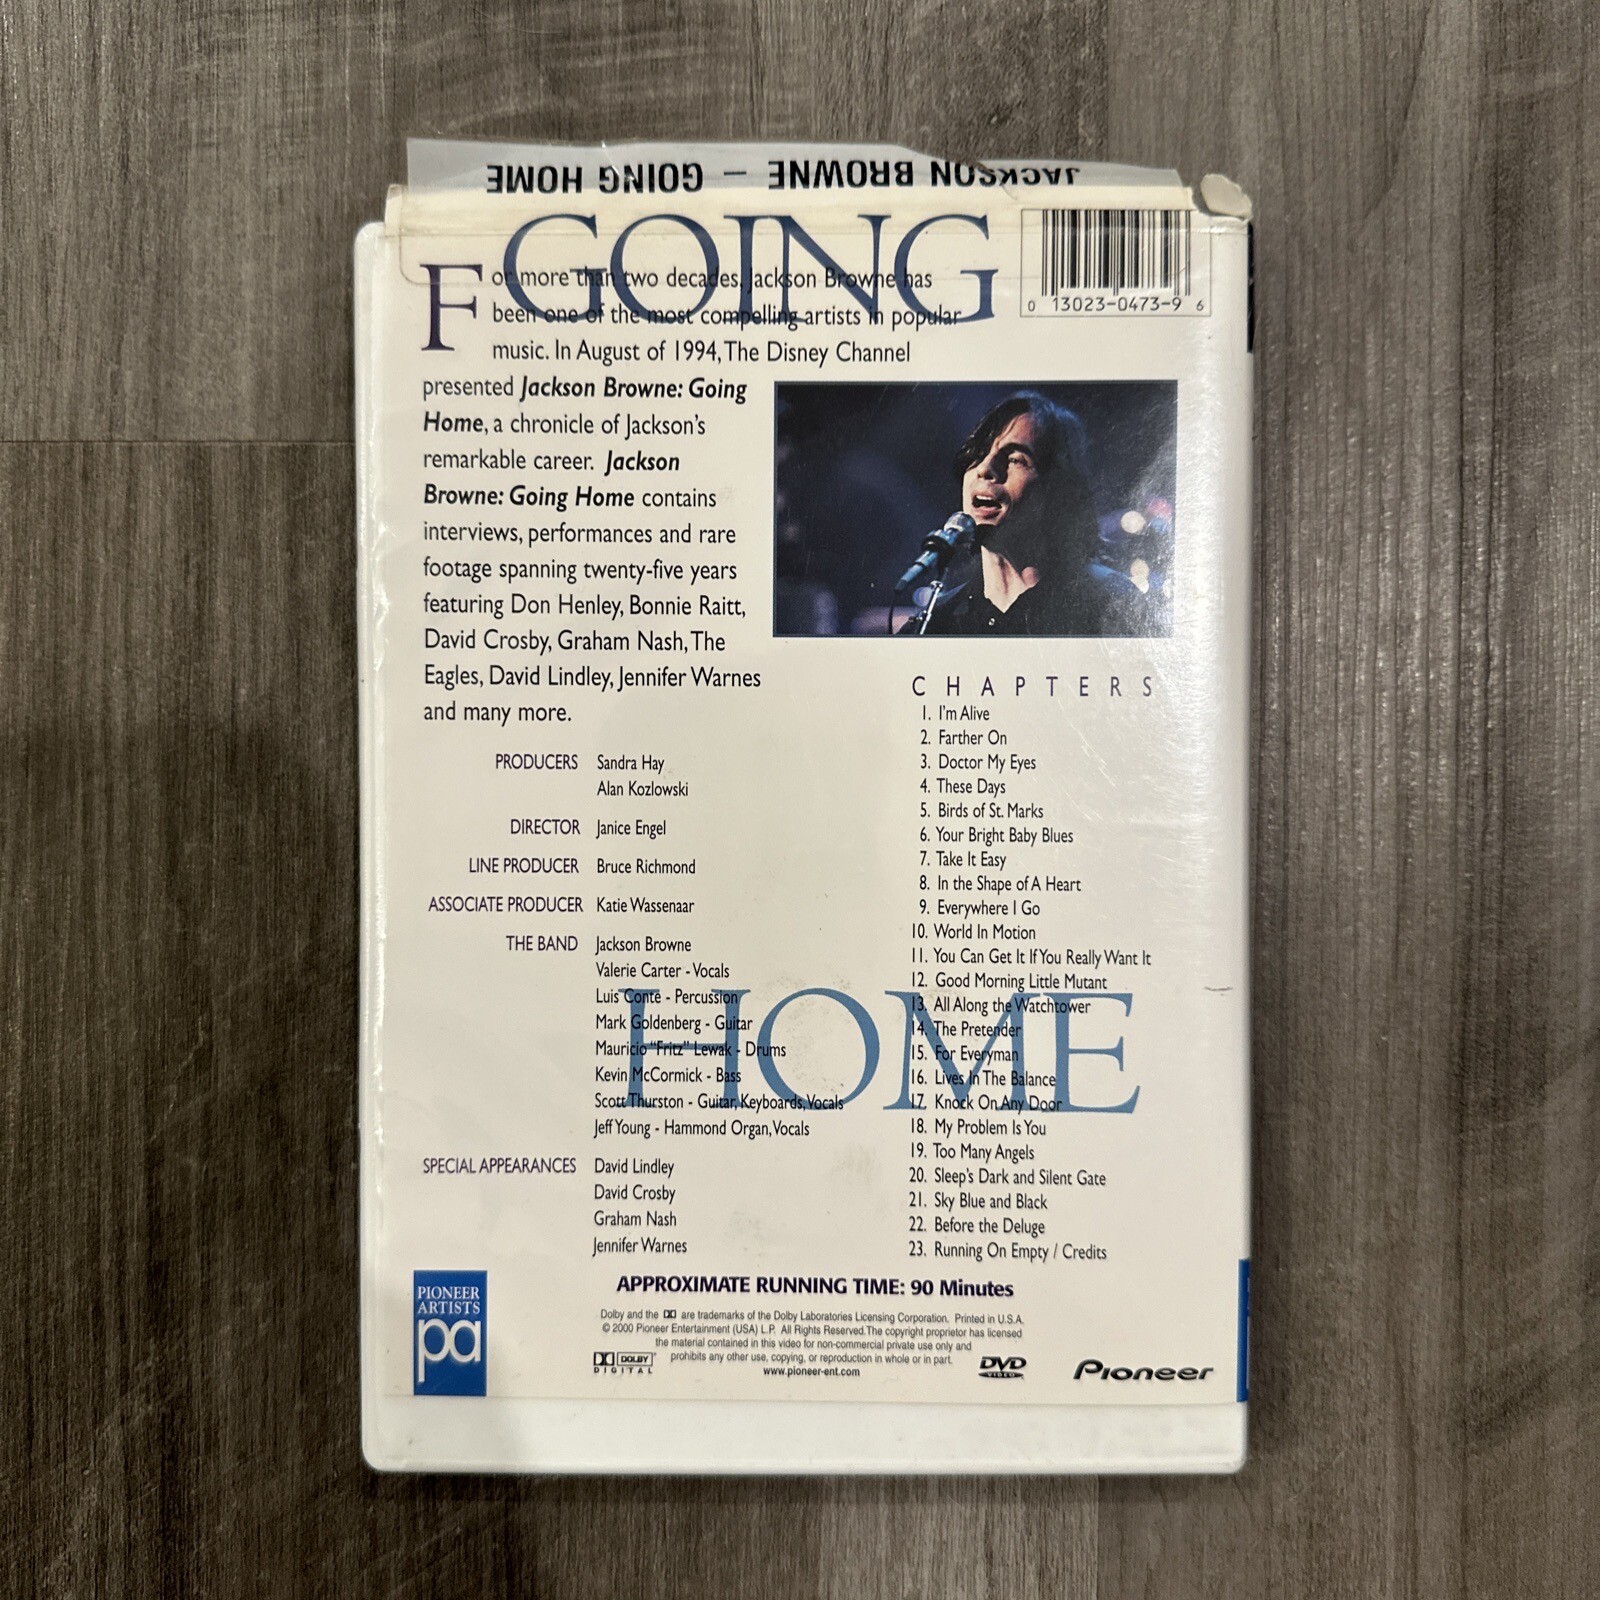 JACKSON BROWNE – GOING HOME
GOING
For more than two decades, Jackson Browne has
been one of the most compelling artists in popular
music. In August of 1994, The Disney Channel
presented Jackson Browne: Going
Home, a chronicle of Jackson's
remarkable career. Jackson
Browne: Going Home contains
interviews, performances and rare
footage spanning twenty-five years
featuring Don Henley, Bonnie Raitt,
David Crosby, Graham Nash, The
Eagles, David Lindley, Jennifer Warnes
and many more.
0 13023-0473-9 6
PRODUCERS Sandra Hay
Alan Kozlowski
DIRECTOR Janice Engel
LINE PRODUCER Bruce Richmond
ASSOCIATE PRODUCER Katie Wassenaar
THE BAND Jackson Browne
Valerie Carter - Vocals
Luis Conte - Percussion
Mark Goldenberg - Guitar
Mauricio "Fritz" Lewak - Drums
Kevin McCormick - Bass
Scott Thurston - Guitar, Keyboards, Vocals
Jeff Young - Hammond Organ, Vocals
SPECIAL APPEARANCES David Lindley
David Crosby
Graham Nash
Jennifer Warnes
HOME
CHAPTERS
1. I'm Alive
2. Farther On
3. Doctor My Eyes
4. These Days
5. Birds of St. Marks
6. Your Bright Baby Blues
7. Take It Easy
8. In the Shape of A Heart
9. Everywhere I Go
10. World In Motion
11. You Can Get It If You Really Want It
12. Good Morning Little Mutant
13. All Along the Watchtower
14. The Pretender
15. For Everyman
16. Lives In The Balance
17. Knock On Any Door
18. My Problem Is You
19. Too Many Angels
20. Sleep's Dark and Silent Gate
21. Sky Blue and Black
22. Before the Deluge
23. Running On Empty / Credits
APPROXIMATE RUNNING TIME: 90 Minutes
PIONEER
ARTISTS
pa
Dolby and the DD are trademarks of the Dolby Laboratories Licensing Corporation. Printed in U.S.A.
© 2000 Pioneer Entertainment (USA) L.P. All Rights Reserved. The copyright proprietor has licensed
the material contained in this video for non-commercial private use only and
prohibits any other use, copying, or reproduction in whole or in part.
www.pioneer-ent.com
DOLBY
DIGITAL
DVD
VIDEO
Pioneer